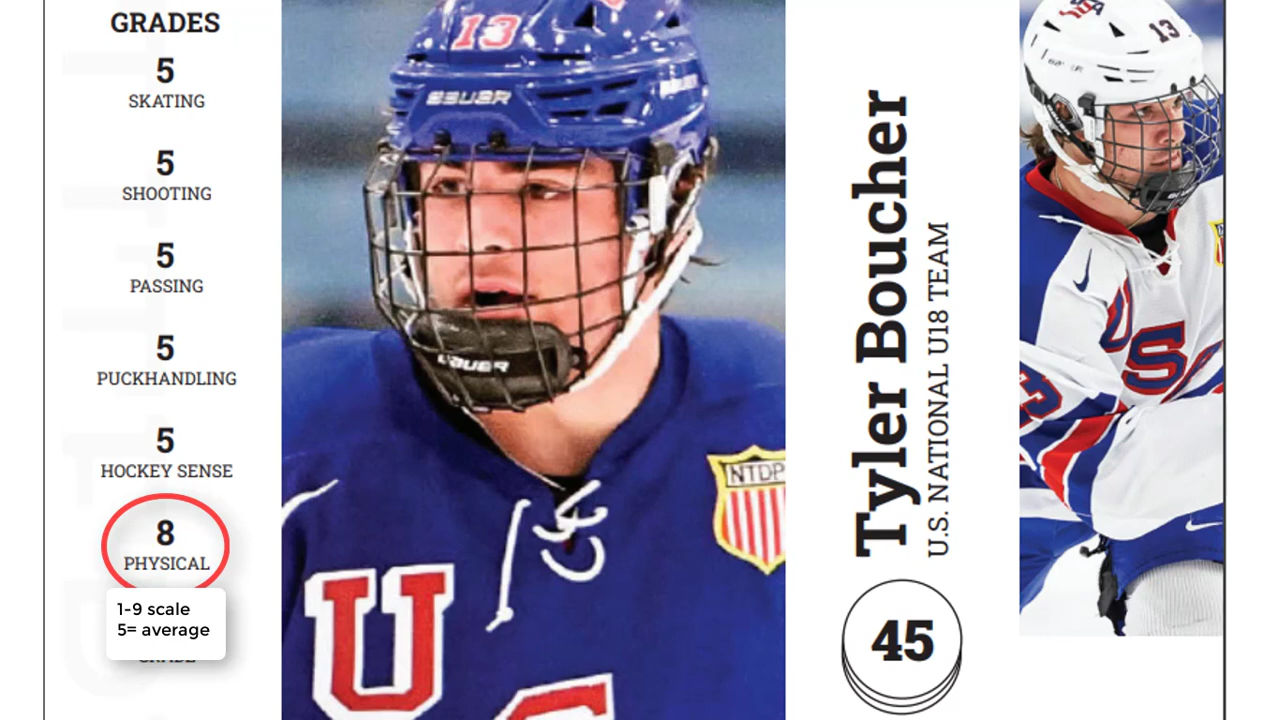 GRADES
5
SKATING
5
SHOOTING
5
PASSING
5
PUCKHANDLING
5
HOCKEY SENSE
8
PHYSICAL
1-9 scale
5= average
13
BAUER
BAUER
NTDP
U
Tyler Boucher
U.S. NATIONAL U18 TEAM
45
13
US